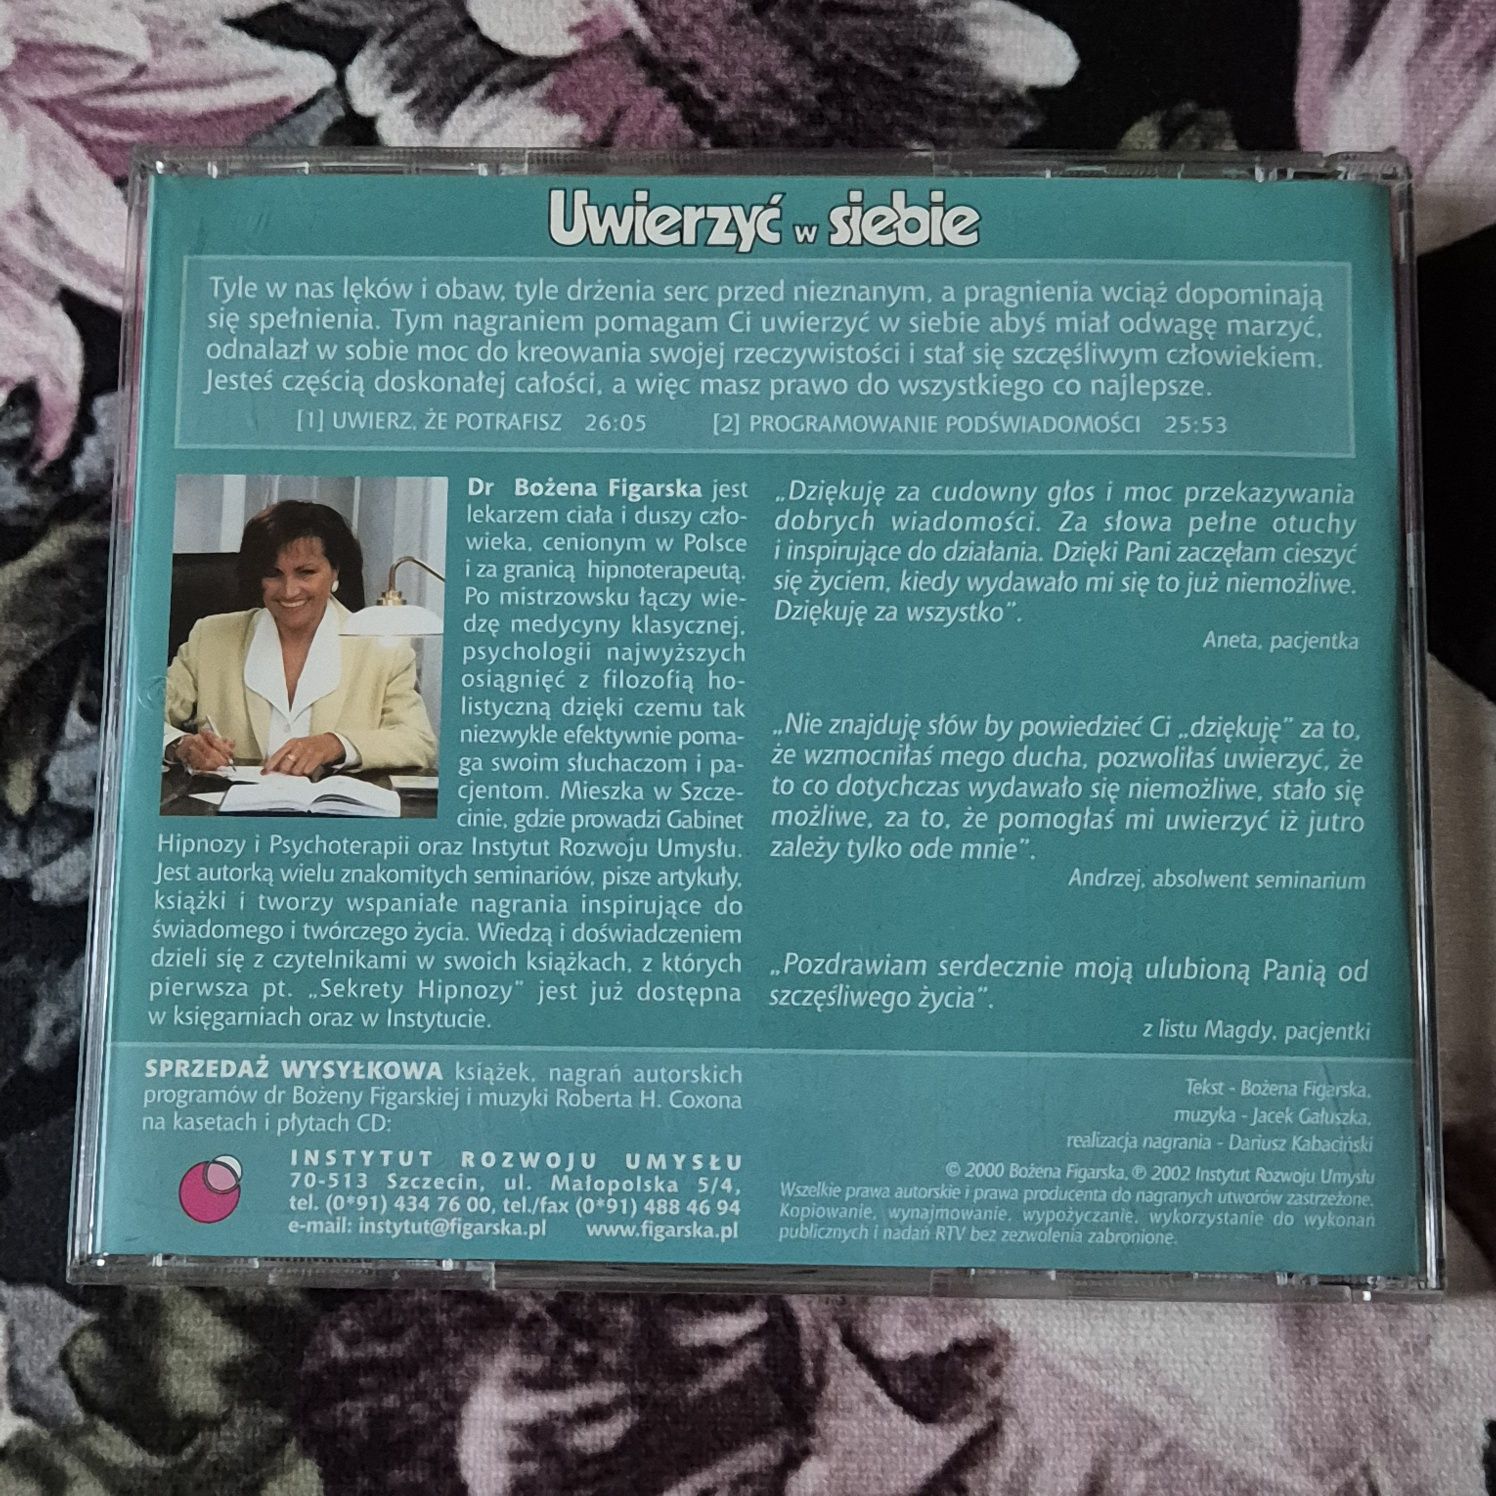 Uwierzyć w siebie
Tyle w nas lęków i obaw, tyle drżenia serc przed nieznanym, a pragnienia wciąż dopominają
się spełnienia. Tym nagraniem pomagam Ci uwierzyć w siebie abyś miał odwagę marzyć,
odnalazł w sobie moc do kreowania swojej rzeczywistości i stał się szczęśliwym człowiekiem.
Jesteś częścią doskonałej całości, a więc masz prawo do wszystkiego co najlepsze.
[1] UWIERZ, ŻE POTRAFISZ 26:05 [2] PROGRAMOWANIE PODŚWIADOMOŚCI 25:53
Dr Bożena Figarska jest
lekarzem ciała i duszy czło-
wieka, cenionym w Polsce
i za granicą hipnoterapeutą.
Po mistrzowsku łączy wie-
dzę medycyny klasycznej,
psychologii najwyższych
osiągnięć z filozofią ho-
listyczną dzięki czemu tak
niezwykle efektywnie poma-
ga swoim słuchaczom i pa-
cjentom. Mieszka w Szcze-
cinie, gdzie prowadzi Gabinet
Hipnozy i Psychoterapii oraz Instytut Rozwoju Umysłu.
Jest autorką wielu znakomitych seminariów, pisze artykuły,
książki i tworzy wspaniałe nagrania inspirujące do
świadomego i twórczego życia. Wiedzą i doświadczeniem
dzieli się z czytelnikami w swoich książkach, z których
pierwsza pt. „Sekrety Hipnozy" jest już dostępna
w księgarniach oraz w Instytucie.
„Dziękuję za cudowny głos i moc przekazywania
dobrych wiadomości. Za słowa pełne otuchy
i inspirujące do działania. Dzięki Pani zaczęłam cieszyć
się życiem, kiedy wydawało mi się to już niemożliwe.
Dziękuję za wszystko”.
Aneta, pacjentka
„Nie znajduję słów by powiedzieć Ci „dziękuję” za to,
że wzmocniłaś mego ducha, pozwoliłaś uwierzyć, że
to co dotychczas wydawało się niemożliwe, stało się
możliwe, za to, że pomogłaś mi uwierzyć iż jutro
zależy tylko ode mnie”.
Andrzej, absolwent seminarium
„Pozdrawiam serdecznie moją ulubioną Panią od
szczęśliwego życia”.
z listu Magdy, pacjentki
SPRZEDAŻ WYSYŁKOWA książek, nagrań autorskich
programów dr Bożeny Figarskiej i muzyki Roberta H. Coxona
na kasetach i płytach CD:
INSTYTUT ROZWOJU UMYSŁU
70-513 Szczecin, ul. Małopolska 5/4,
tel. (0*91) 434 76 00, tel./fax (0*91) 488 46 94
e-mail: instytut@figarska.pl www.figarska.pl
Tekst - Bożena Figarska,
muzyka - Jacek Gałuszka,
realizacja nagrania - Dariusz Kabaciński
© 2000 Bożena Figarska, ℗ 2002 Instytut Rozwoju Umysłu
Wszelkie prawa autorskie i prawa producenta do nagranych utworów zastrzeżone.
Kopiowanie, wynajmowanie, wypożyczanie, wykorzystanie do wykonań
publicznych i nadań RTV bez zezwolenia zabronione.